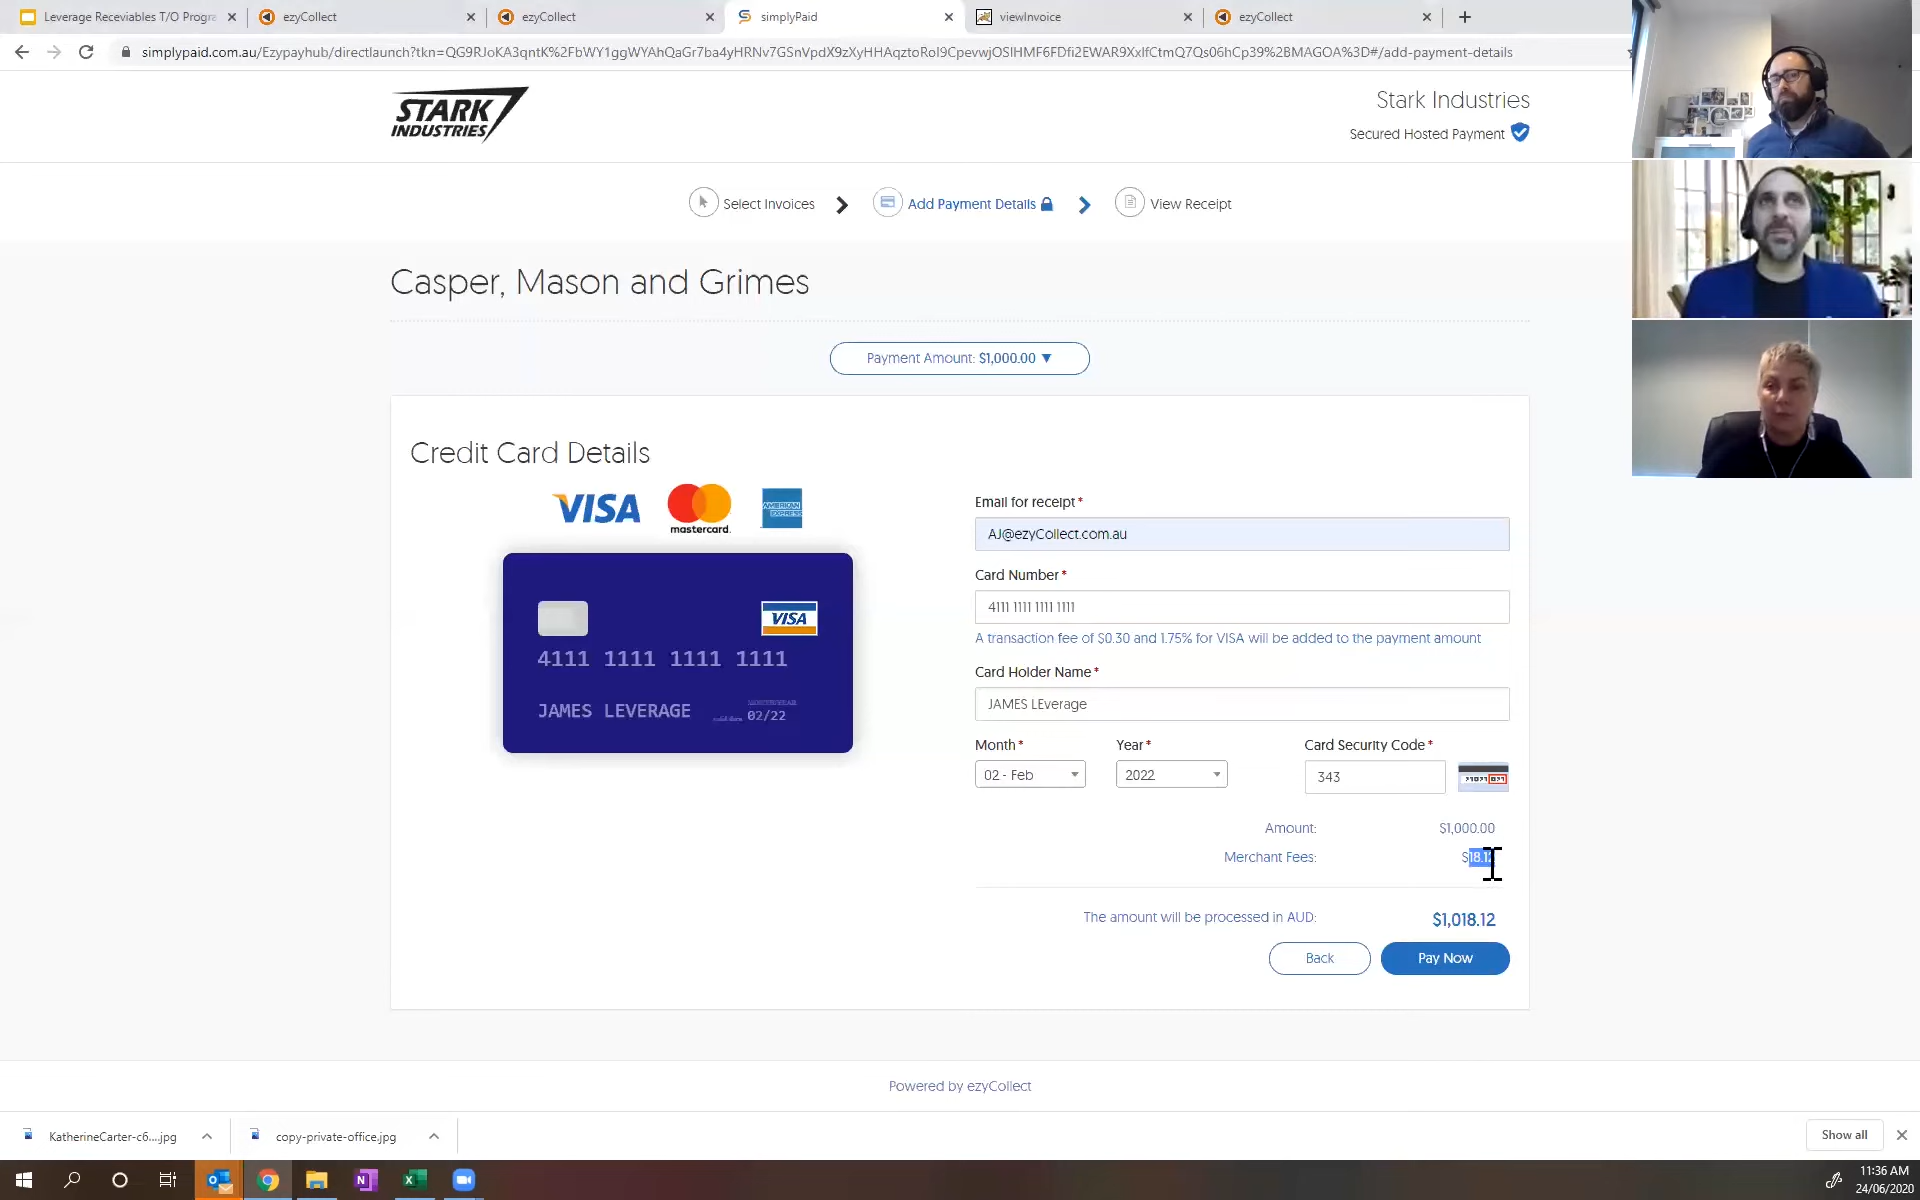 Leverage Receviables T/O Progra
ezyCollect
ezyCollect
simplyPaid
viewInvoice
ezyCollect
simplypaid.com.au/Ezypayhub/directlaunch?tkn=QG9RJoKA3qntK%2FbWY1ggWYAhQaGr7ba4yHRNv7GSnVpdX9zXyHHAqztoRoI9CpevwjOSIHMF6FDfi2EWAR9XxIfCtmQ7Qs06hCp39%2BMAGOA%3D#/add-payment-details
STARK
INDUSTRIES
Stark Industries
Secured Hosted Payment
Select Invoices
Add Payment Details
View Receipt
Casper, Mason and Grimes
Payment Amount: $1,000.00 ▼
Credit Card Details
VISA
mastercard.
AMERICAN
EXPRESS
VISA
4111 1111 1111 1111
JAMES LEVERAGE
02/22
Email for receipt*
AJ@ezyCollect.com.au
Card Number*
4111 1111 1111 1111
A transaction fee of $0.30 and 1.75% for VISA will be added to the payment amount
Card Holder Name*
JAMES LEverage
Month*
Year*
Card Security Code*
02 - Feb
2022
343
Amount:
$1,000.00
Merchant Fees:
$18.12
The amount will be processed in AUD:
$1,018.12
Back
Pay Now
Powered by ezyCollect
KatherineCarter-c6....jpg
copy-private-office.jpg
Show all
11:36 AM
24/06/2020